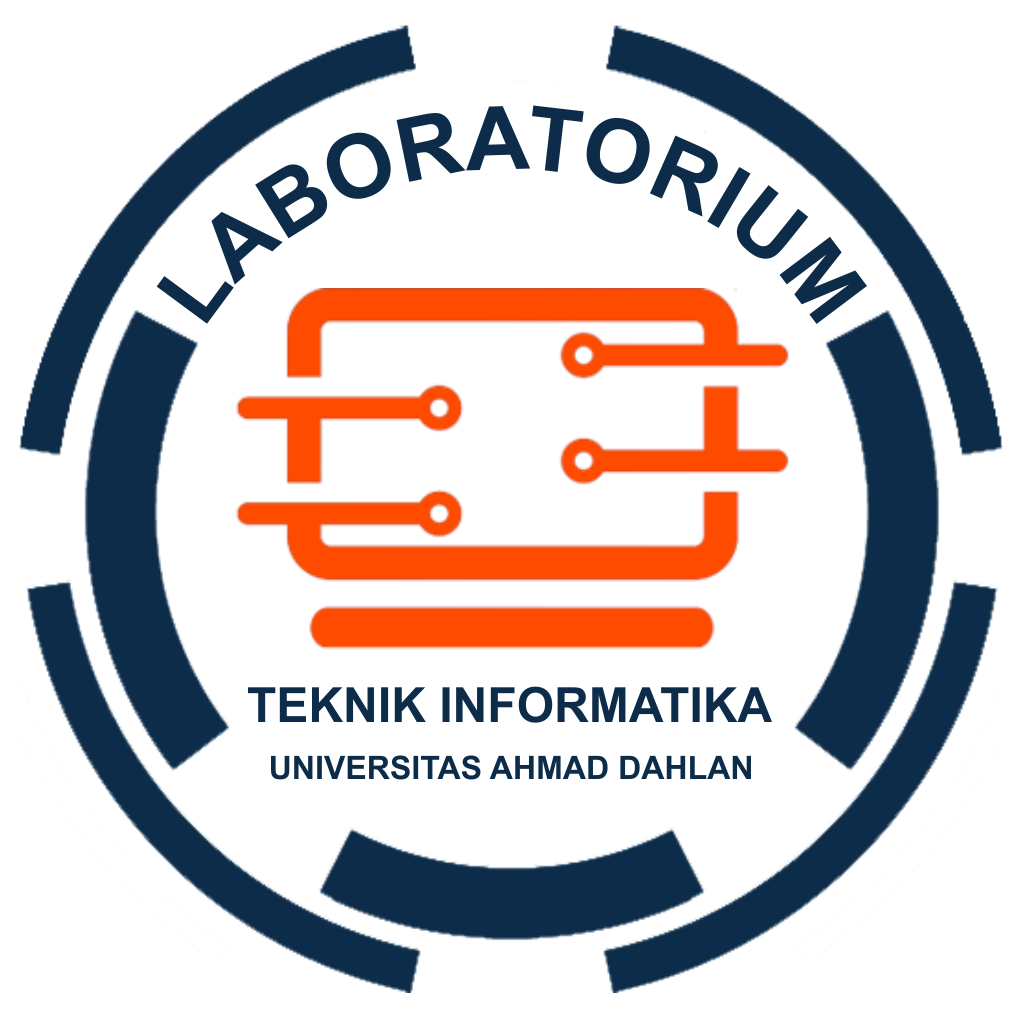 LABORATORIUM
TEKNIK INFORMATIKA
UNIVERSITAS AHMAD DAHLAN